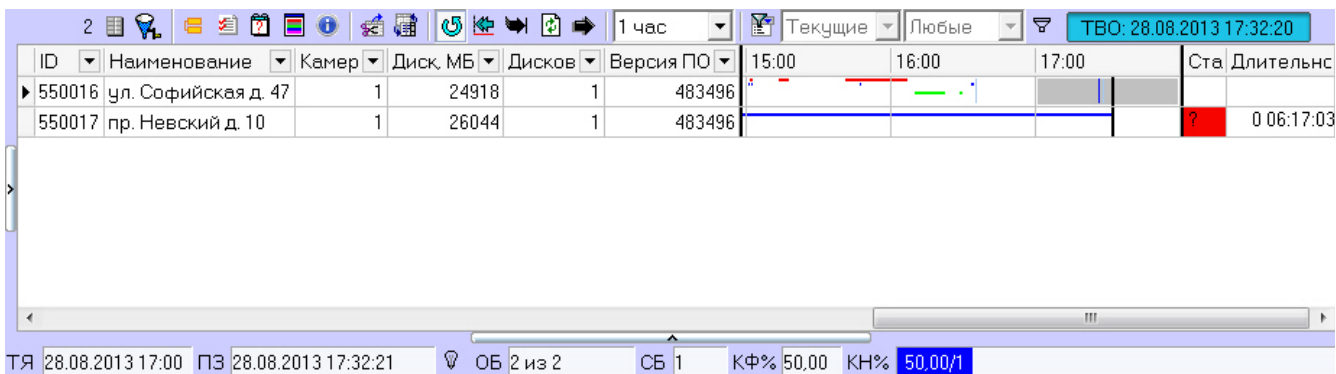 2 1 час Текущие Любые ТВО: 28.08.2013 17:32:20
ID Наименование Камер Диск, МБ Дисков Версия ПО 15:00 16:00 17:00 Ста Длительнс
550016 ул. Софийская д. 47 1 24918 1 483496
550017 пр. Невский д. 10 1 26044 1 483496 ? 0 06:17:03
ТЯ 28.08.2013 17:00 ПЗ 28.08.2013 17:32:21 ОБ 2 из 2 СБ 1 КФ% 50,00 КН% 50,00/1